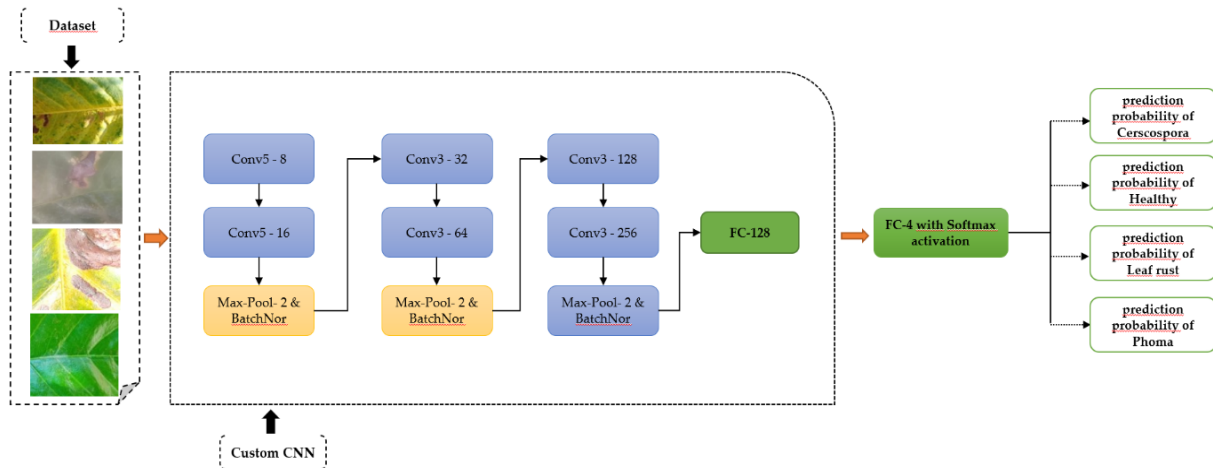 Dataset
Conv5 - 8
Conv5 - 16
Max-Pool- 2 &
BatchNor
Conv3 - 32
Conv3 - 64
Max-Pool- 2 &
BatchNor
Conv3 - 128
Conv3 - 256
Max-Pool- 2 &
BatchNor
FC-128
FC-4 with Softmax
activation
prediction
probability of
Cerscospora
prediction
probability of
Healthy
prediction
probability of
Leaf rust
prediction
probability of
Phoma
Custom CNN